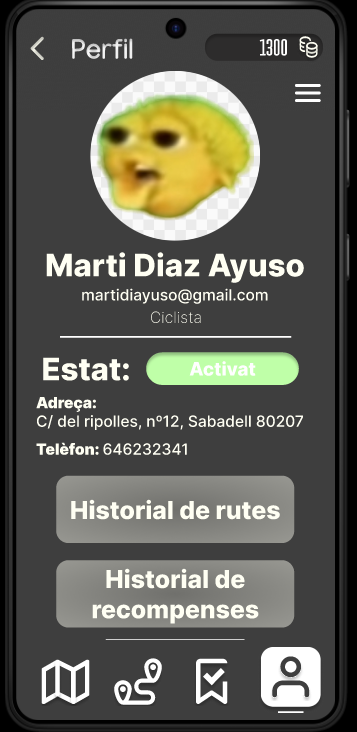 Perfil
1300
Marti Diaz Ayuso
martidiayuso@gmail.com
Ciclista
Estat:
Activat
Adreça:
C/ del ripolles, nº12, Sabadell 80207
Telèfon: 646232341
Historial de rutes
Historial de
recompenses